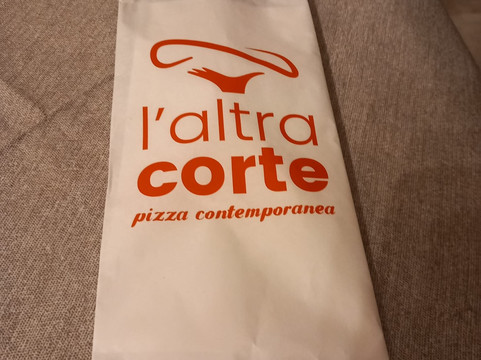 l'altra
corte
pizza contemporanea